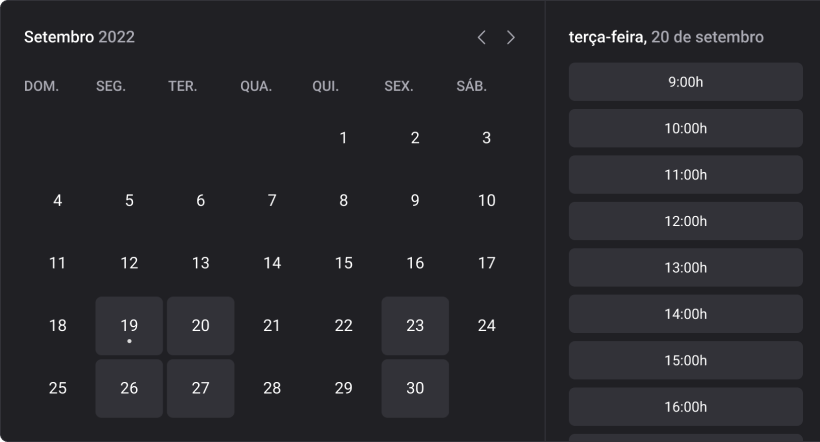 Setembro 2022
DOM. SEG. TER. QUA. QUI. SEX. SÁB.
1 2 3
4 5 6 7 8 9 10
11 12 13 14 15 16 17
18 19 20 21 22 23 24
25 26 27 28 29 30
terça-feira, 20 de setembro
9:00h
10:00h
11:00h
12:00h
13:00h
14:00h
15:00h
16:00h